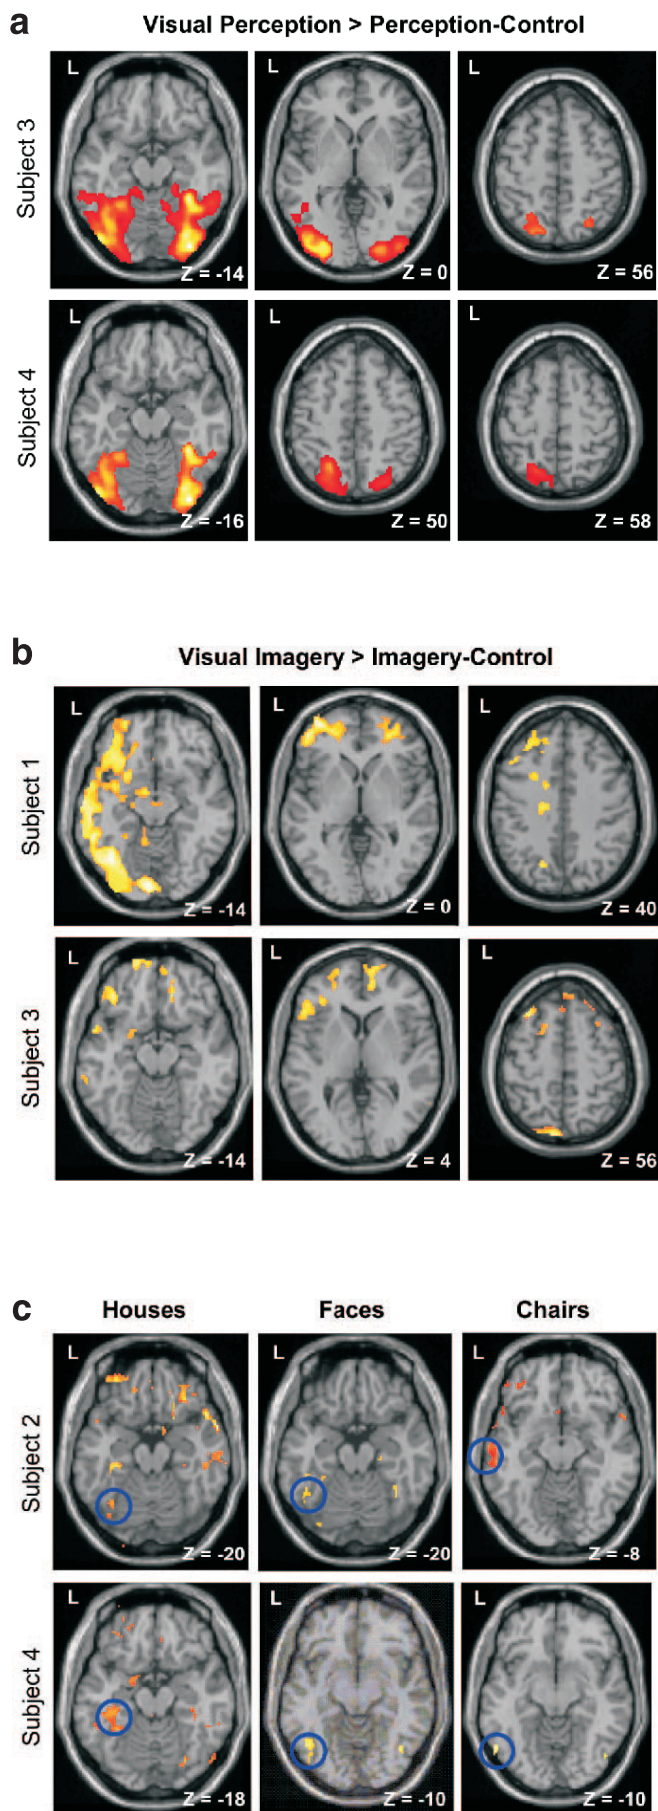 a
Visual Perception > Perception-Control
Subject 3
L
Z = -14
L
Z = 0
L
Z = 56
Subject 4
L
Z = -16
L
Z = 50
L
Z = 58
b
Visual Imagery > Imagery-Control
Subject 1
L
Z = -14
L
Z = 0
L
Z = 40
Subject 3
L
Z = -14
L
Z = 4
L
Z = 56
c
Houses
Faces
Chairs
Subject 2
L
Z = -20
L
Z = -20
L
Z = -8
Subject 4
L
Z = -18
L
Z = -10
L
Z = -10